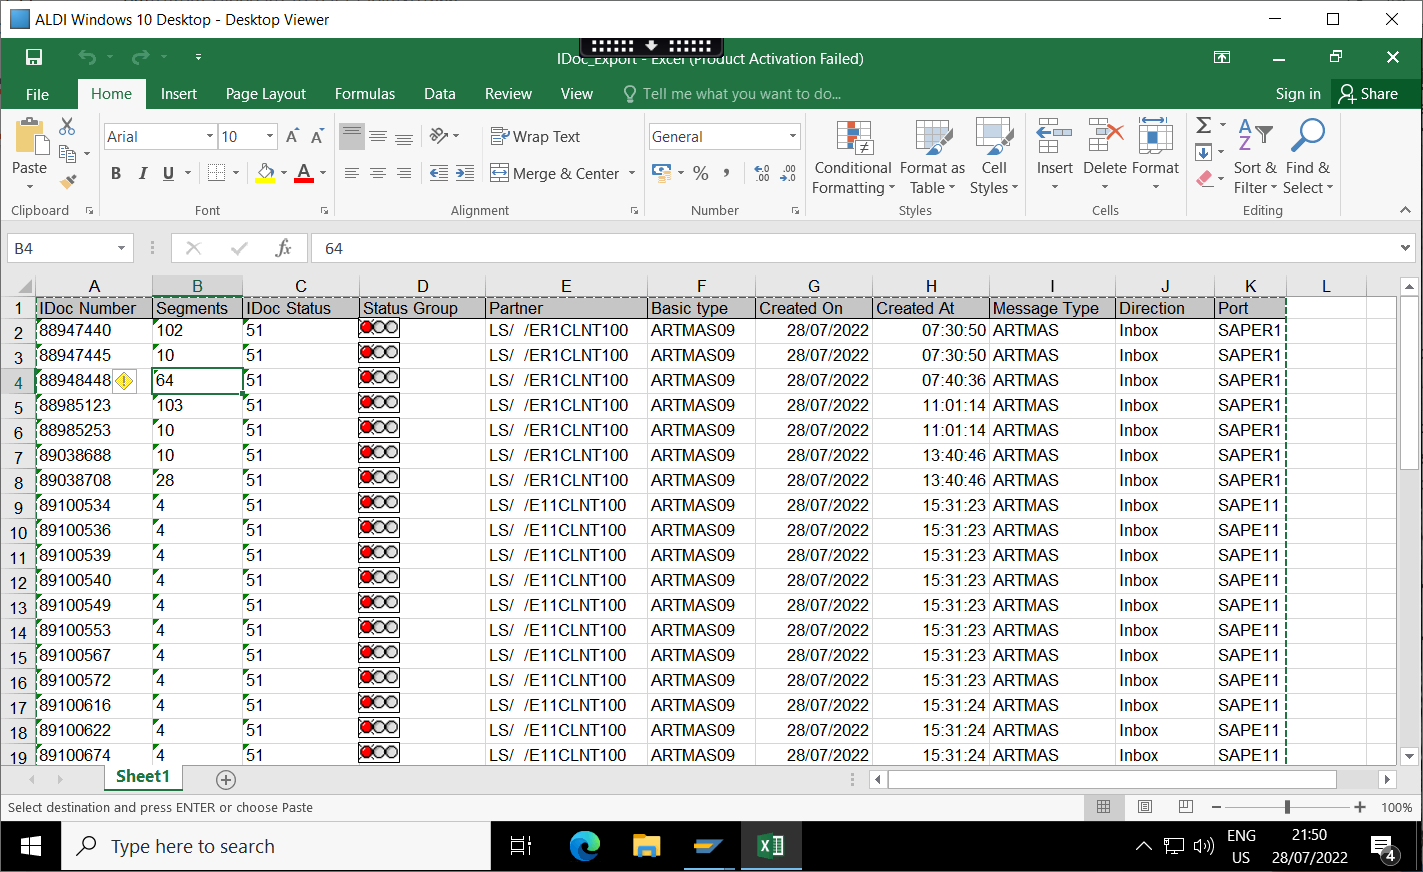 ALDI Windows 10 Desktop - Desktop Viewer
IDoc_Export - Excel (Product Activation Failed)
File Home Insert Page Layout Formulas Data Review View Tell me what you want to do... Sign in Share
Arial 10 Wrap Text General
Paste B I U A Merge & Center % , Conditional Formatting Format as Table Cell Styles Insert Delete Format Sort & Filter Find & Select
Clipboard Font Alignment Number Styles Cells Editing
B4 fx 64
A B C D E F G H I J K L
1 IDoc Number Segments IDoc Status Status Group Partner Basic type Created On Created At Message Type Direction Port
2 88947440 102 51 LS/ /ER1CLNT100 ARTMAS09 28/07/2022 07:30:50 ARTMAS Inbox SAPER1
3 88947445 10 51 LS/ /ER1CLNT100 ARTMAS09 28/07/2022 07:30:50 ARTMAS Inbox SAPER1
4 88948448 64 51 LS/ /ER1CLNT100 ARTMAS09 28/07/2022 07:40:36 ARTMAS Inbox SAPER1
5 88985123 103 51 LS/ /ER1CLNT100 ARTMAS09 28/07/2022 11:01:14 ARTMAS Inbox SAPER1
6 88985253 10 51 LS/ /ER1CLNT100 ARTMAS09 28/07/2022 11:01:14 ARTMAS Inbox SAPER1
7 89038688 10 51 LS/ /ER1CLNT100 ARTMAS09 28/07/2022 13:40:46 ARTMAS Inbox SAPER1
8 89038708 28 51 LS/ /ER1CLNT100 ARTMAS09 28/07/2022 13:40:46 ARTMAS Inbox SAPER1
9 89100534 4 51 LS/ /E11CLNT100 ARTMAS09 28/07/2022 15:31:23 ARTMAS Inbox SAPE11
10 89100536 4 51 LS/ /E11CLNT100 ARTMAS09 28/07/2022 15:31:23 ARTMAS Inbox SAPE11
11 89100539 4 51 LS/ /E11CLNT100 ARTMAS09 28/07/2022 15:31:23 ARTMAS Inbox SAPE11
12 89100540 4 51 LS/ /E11CLNT100 ARTMAS09 28/07/2022 15:31:23 ARTMAS Inbox SAPE11
13 89100549 4 51 LS/ /E11CLNT100 ARTMAS09 28/07/2022 15:31:23 ARTMAS Inbox SAPE11
14 89100553 4 51 LS/ /E11CLNT100 ARTMAS09 28/07/2022 15:31:23 ARTMAS Inbox SAPE11
15 89100567 4 51 LS/ /E11CLNT100 ARTMAS09 28/07/2022 15:31:23 ARTMAS Inbox SAPE11
16 89100572 4 51 LS/ /E11CLNT100 ARTMAS09 28/07/2022 15:31:23 ARTMAS Inbox SAPE11
17 89100616 4 51 LS/ /E11CLNT100 ARTMAS09 28/07/2022 15:31:24 ARTMAS Inbox SAPE11
18 89100622 4 51 LS/ /E11CLNT100 ARTMAS09 28/07/2022 15:31:24 ARTMAS Inbox SAPE11
19 89100674 4 51 LS/ /E11CLNT100 ARTMAS09 28/07/2022 15:31:24 ARTMAS Inbox SAPE11
Sheet1
Select destination and press ENTER or choose Paste 100%
Type here to search ENG 21:50
US 28/07/2022 4